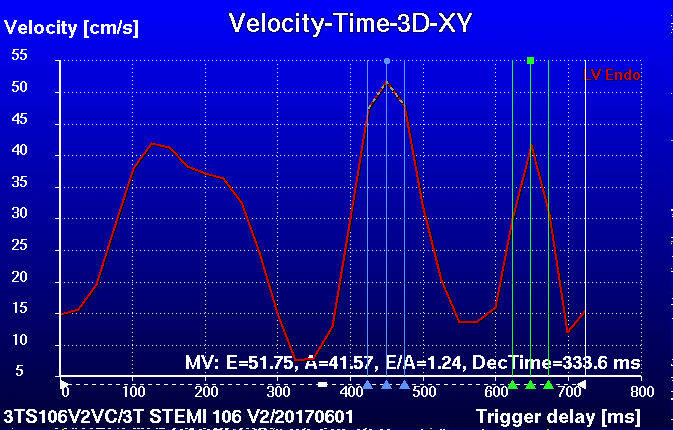 Velocity-Time-3D-XY
Velocity [cm/s]
LV Endo
55
50
45
40
35
30
25
20
15
10
5
MV: E=51.75, A=41.57, E/A=1.24, DecTime=333.6 ms
0 100 200 300 400 500 600 700 800
3TS106V2VC/3T STEMI 106 V2/20170601 Trigger delay [ms]